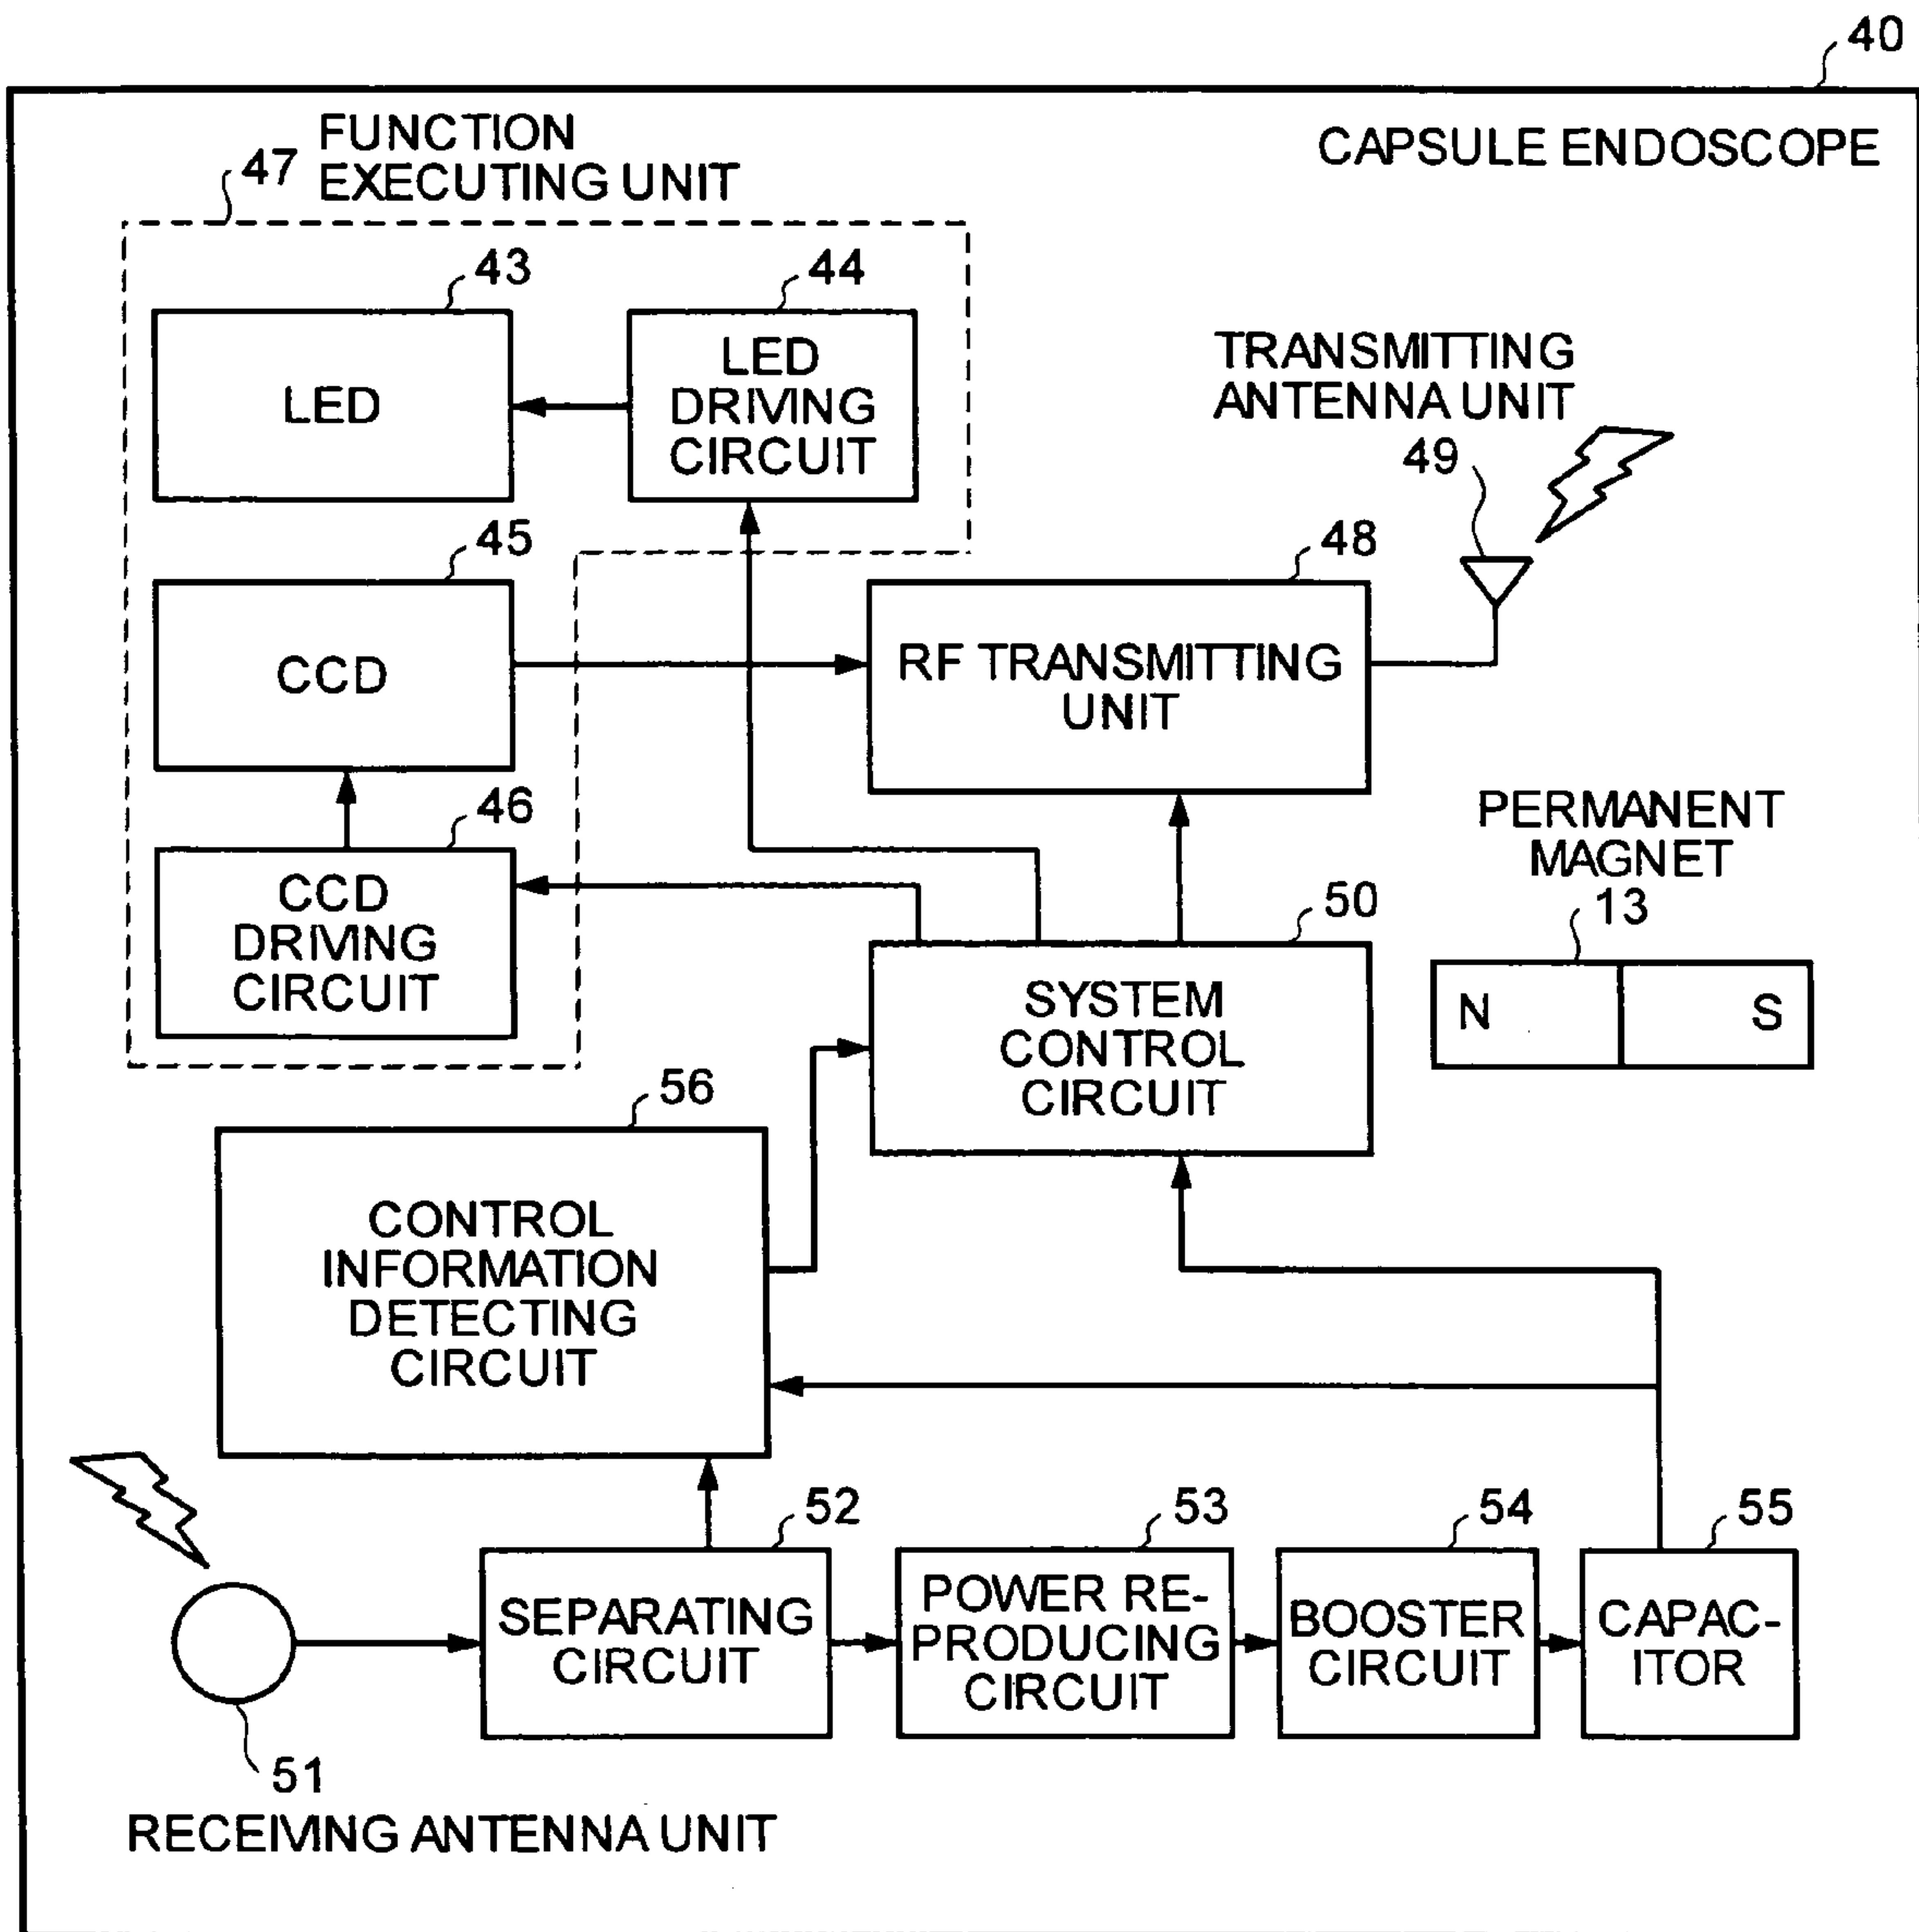 40
CAPSULE ENDOSCOPE
FUNCTION
EXECUTING UNIT
47
43
LED
44
LED
DRIVING
CIRCUIT
TRANSMITTING
ANTENNA UNIT
49
45
CCD
48
RF TRANSMITTING
UNIT
46
CCD
DRIVING
CIRCUIT
PERMANENT
MAGNET
13
N S
50
SYSTEM
CONTROL
CIRCUIT
56
CONTROL
INFORMATION
DETECTING
CIRCUIT
52
SEPARATING
CIRCUIT
53
POWER RE-
PRODUCING
CIRCUIT
54
BOOSTER
CIRCUIT
55
CAPAC-
ITOR
51
RECEIVING ANTENNA UNIT